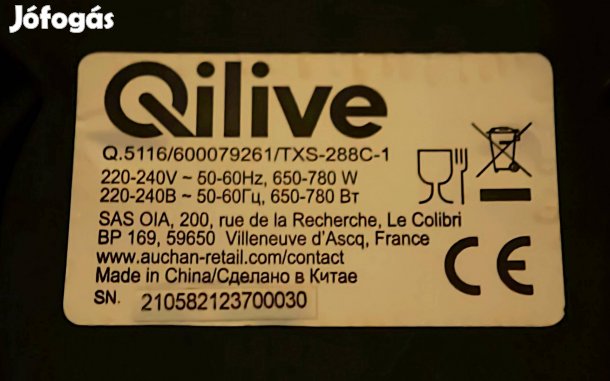 Jófogás
Qilive
Q.5116/600079261/TXS-288C-1
220-240V ~ 50-60Hz, 650-780 W
220-240В ~ 50-60Гц, 650-780 Вт
SAS OIA, 200, rue de la Recherche, Le Colibri
BP 169, 59650 Villeneuve d'Ascq, France
www.auchan-retail.com/contact
Made in China/Сделано в Китае
SN. 210582123700030
CE